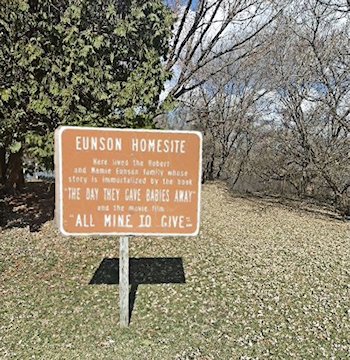 EUNSON HOMESITE
Here lived the Robert
and Mamie Eunson family whose
story is immortalized by the book
"THE DAY THEY GAVE BABIES AWAY"
and the movie film
"ALL MINE TO GIVE"